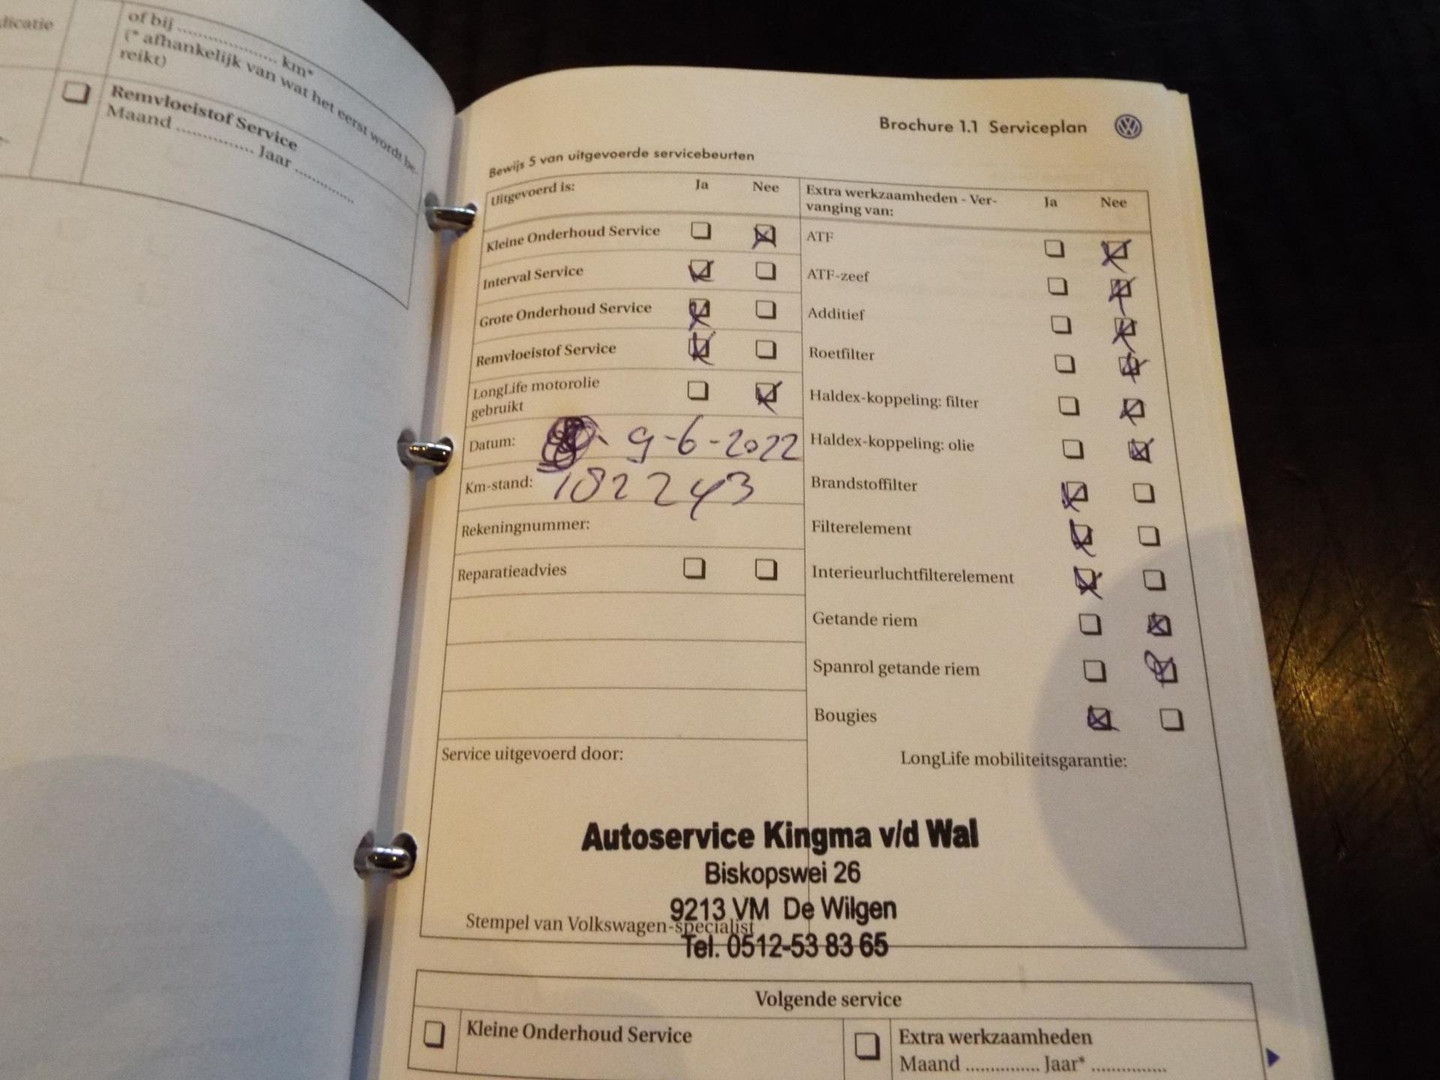 dicatie
of bij .................... km*
(* afhankelijk van wat het eerst wordt be-
reikt)
Remvloeistof Service
Maand ............... Jaar ...............
Brochure 1.1 Serviceplan
Bewijs 5 van uitgevoerde servicebeurten
Uitgevoerd is: Ja Nee
Kleine Onderhoud Service
Interval Service
Grote Onderhoud Service
Remvloeistof Service
LongLife motorolie
gebruikt
Datum: 9-6-2022
Km-stand: 182243
Rekeningnummer:
Reparatieadvies
Extra werkzaamheden - Ver-
vanging van: Ja Nee
ATF
ATF-zeef
Additief
Roetfilter
Haldex-koppeling: filter
Haldex-koppeling: olie
Brandstoffilter
Filterelement
Interieurluchtfilterelement
Getande riem
Spanrol getande riem
Bougies
Service uitgevoerd door:
LongLife mobiliteitsgarantie:
Autoservice Kingma v/d Wal
Biskopswei 26
9213 VM De Wilgen
Stempel van Volkswagen-specialist
Tel. 0512-53 83 65
Volgende service
Kleine Onderhoud Service
Extra werkzaamheden
Maand ............... Jaar* ...............